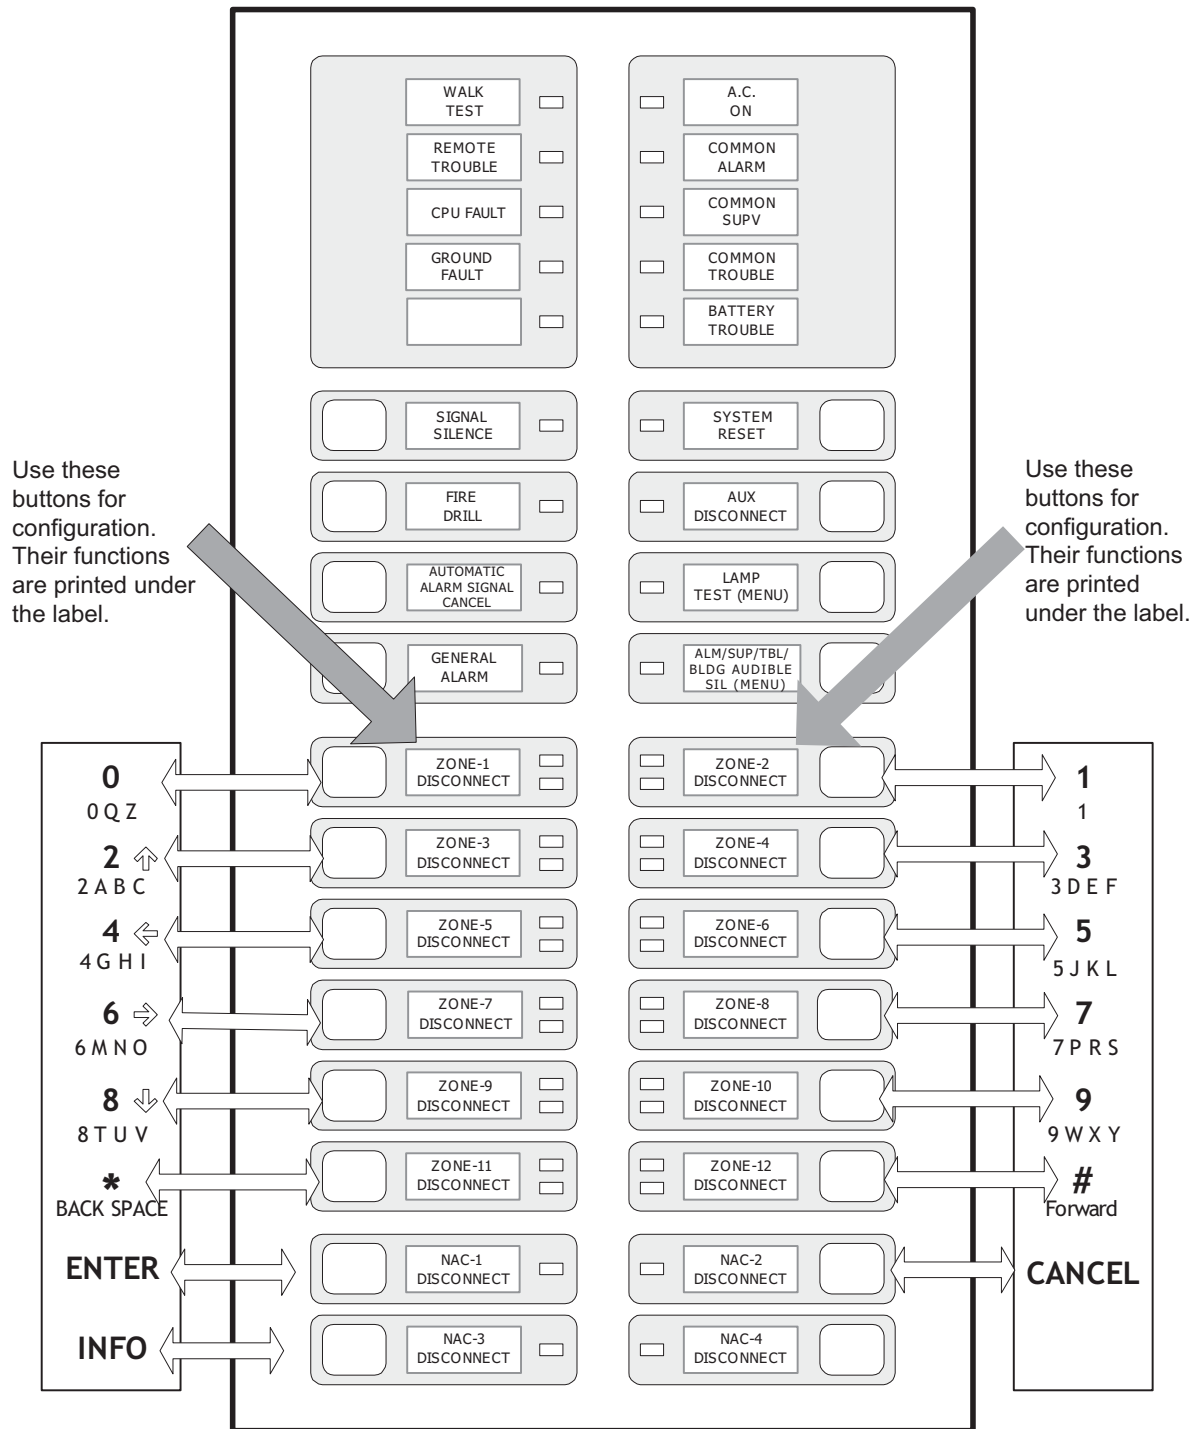 WALK
TEST
REMOTE
TROUBLE
CPU FAULT
GROUND
FAULT
A.C.
ON
COMMON
ALARM
COMMON
SUPV
COMMON
TROUBLE
BATTERY
TROUBLE
SIGNAL
SILENCE
SYSTEM
RESET
FIRE
DRILL
AUX
DISCONNECT
AUTOMATIC
ALARM SIGNAL
CANCEL
LAMP
TEST (MENU)
GENERAL
ALARM
ALM/SUP/TBL/
BLDG AUDIBLE
SIL (MENU)
Use these
buttons for
configuration.
Their functions
are printed under
the label.
Use these
buttons for
configuration.
Their functions
are printed
under the label.
0
0 Q Z
ZONE-1
DISCONNECT
ZONE-2
DISCONNECT
1
1
2
2 A B C
ZONE-3
DISCONNECT
ZONE-4
DISCONNECT
3
3 D E F
4
4 G H I
ZONE-5
DISCONNECT
ZONE-6
DISCONNECT
5
5 J K L
6
6 M N O
ZONE-7
DISCONNECT
ZONE-8
DISCONNECT
7
7 P R S
8
8 T U V
ZONE-9
DISCONNECT
ZONE-10
DISCONNECT
9
9 W X Y
*
BACK SPACE
ZONE-11
DISCONNECT
ZONE-12
DISCONNECT
#
Forward
ENTER
NAC-1
DISCONNECT
NAC-2
DISCONNECT
CANCEL
INFO
NAC-3
DISCONNECT
NAC-4
DISCONNECT